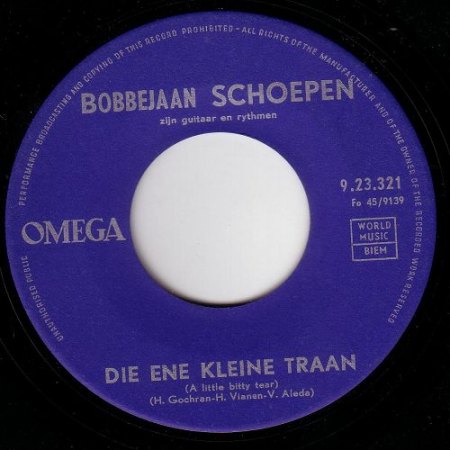 UNAUTHORISED PUBLIC PERFORMANCE BROADCASTING AND COPYING OF THIS RECORD PROHIBITED - ALL RIGHTS OF THE MANUFACTURER AND OF THE OWNER OF THE RECORDED WORK RESERVED
BOBBEJAAN SCHOEPEN
zijn guitaar en rythmen
9.23.321
Fo 45/9139
OMEGA
WORLD
MUSIC
BIEM
DIE ENE KLEINE TRAAN
(A little bitty tear)
(H. Gochran-H. Vianen-V. Aleda)